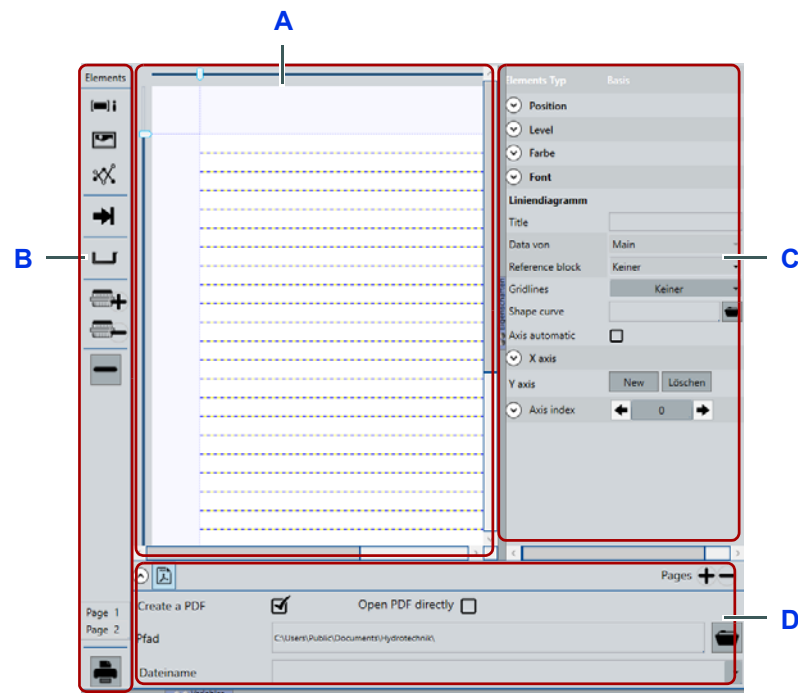 A
Elements
Elements Typ Basis
Position
Level
Farbe
Font
Liniendiagramm
Title
Data von Main
B
C
Reference block Keiner
Gridlines Keiner
Shape curve
Axis automatic
X axis
Y axis New Löschen
Axis index 0
Pages
Create a PDF Open PDF directly
Page 1
D
Page 2
Pfad C:\Users\Public\Documents\Hydrotechnik\
Dateiname